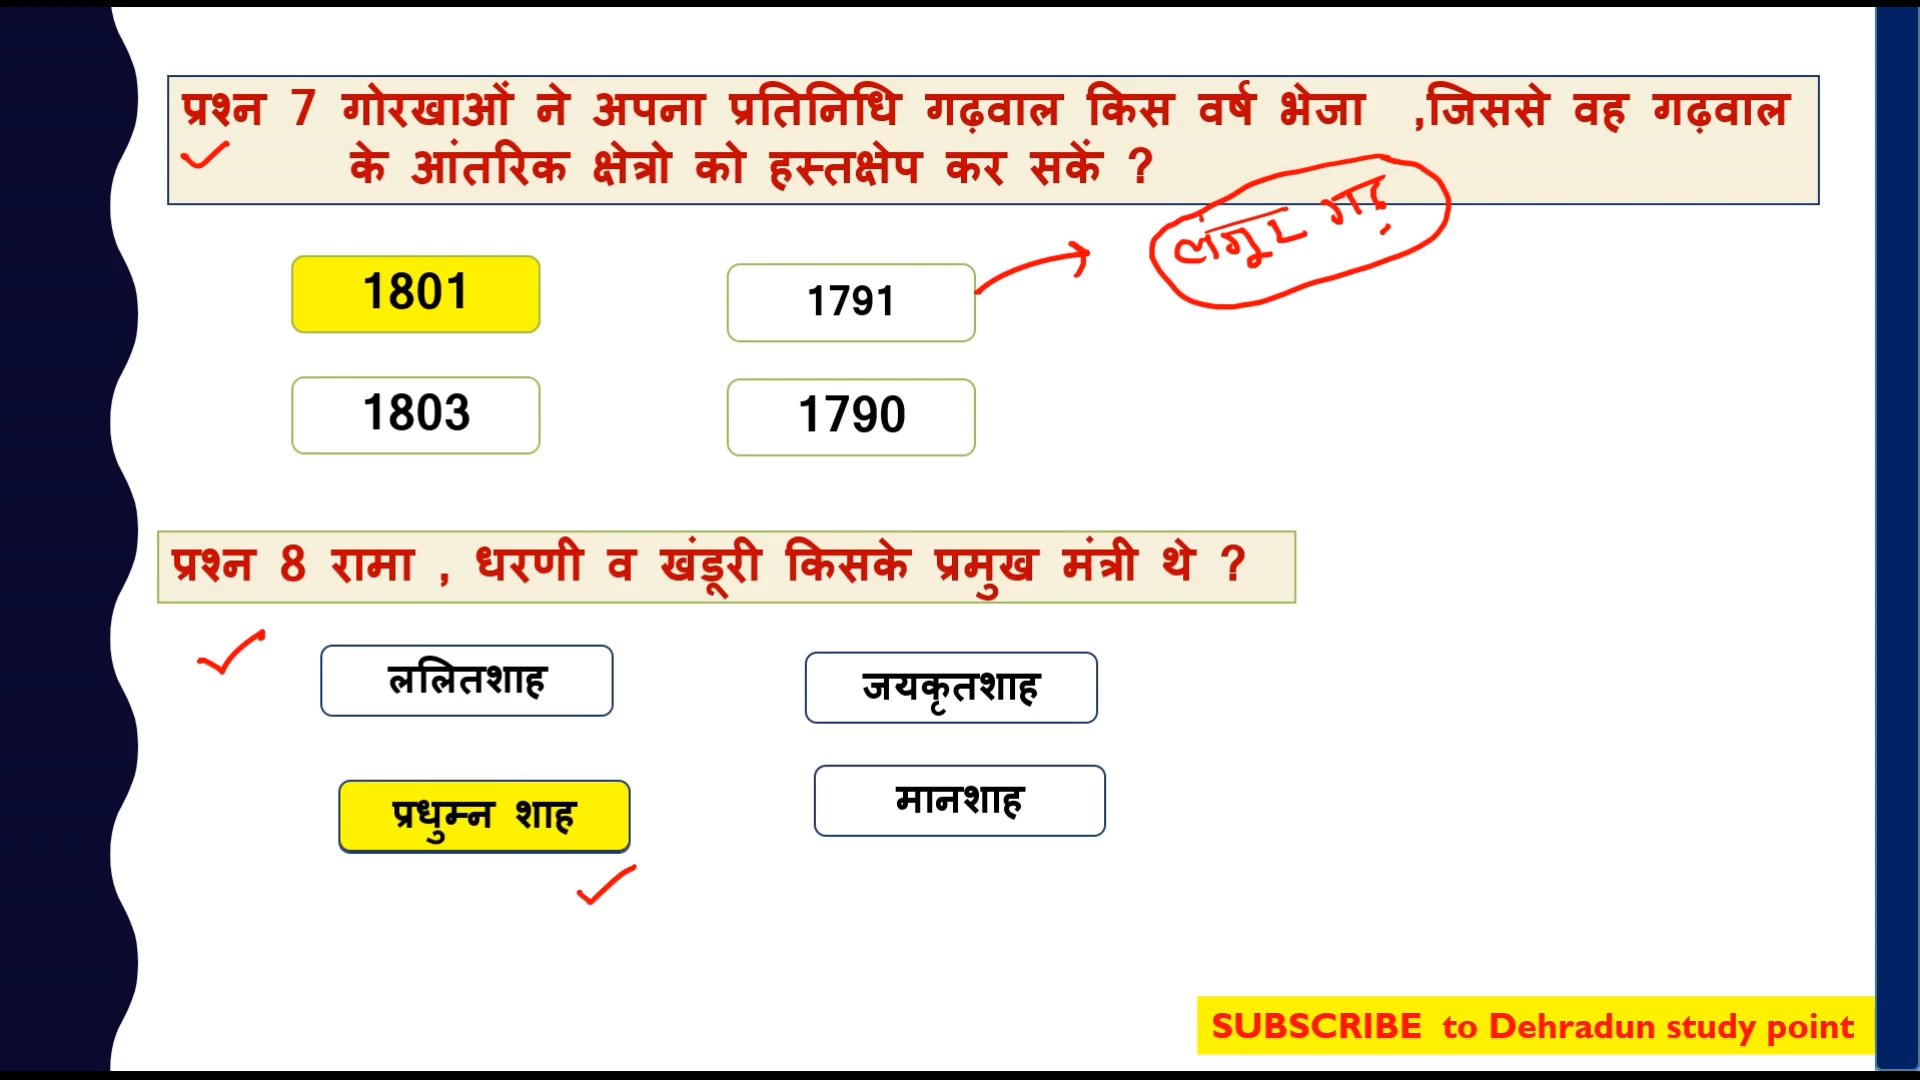 प्रश्न 7 गोरखाओं ने अपना प्रतिनिधि गढ़वाल किस वर्ष भेजा ,जिससे वह गढ़वाल
के आंतरिक क्षेत्रो को हस्तक्षेप कर सकें ?
लंगूर गढ़
1801
1791
1803
1790
प्रश्न 8 रामा , धरणी व खंडूरी किसके प्रमुख मंत्री थे ?
ललितशाह
जयकृतशाह
प्रधुम्न शाह
मानशाह
SUBSCRIBE to Dehradun study point